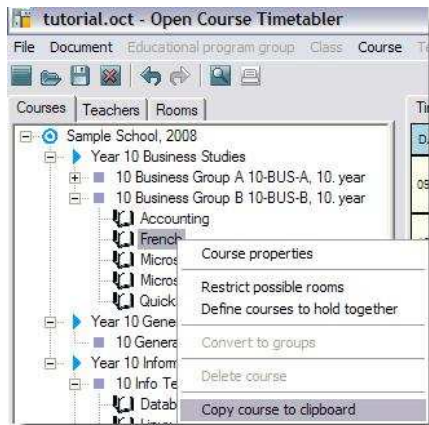 tutorial.oct - Open Course Timetabler
File Document Educational program group Class Course
Courses Teachers Rooms
Sample School, 2008
Year 10 Business Studies
10 Business Group A 10-BUS-A, 10. year
10 Business Group B 10-BUS-B, 10. year
Accounting
French
Course properties
Micros
Restrict possible rooms
Micros
Define courses to hold together
Quick
Year 10 Gene
Convert to groups
10 Genera
Year 10 Inform
Delete course
10 Info Te
Datab
Copy course to clipboard